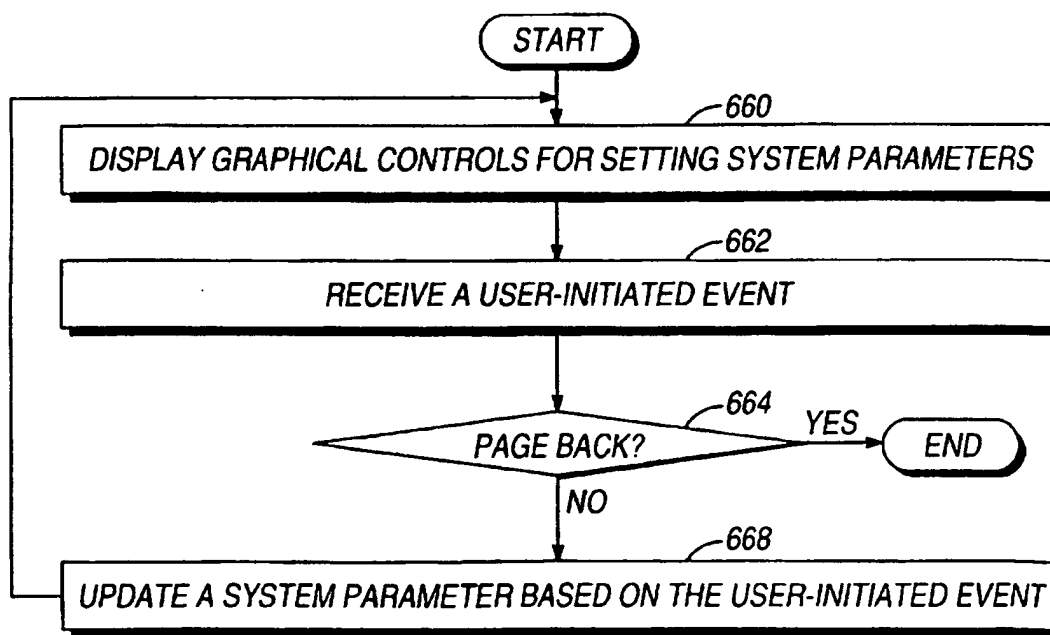 START
660
DISPLAY GRAPHICAL CONTROLS FOR SETTING SYSTEM PARAMETERS
662
RECEIVE A USER-INITIATED EVENT
664
PAGE BACK?
YES
END
NO
668
UPDATE A SYSTEM PARAMETER BASED ON THE USER-INITIATED EVENT